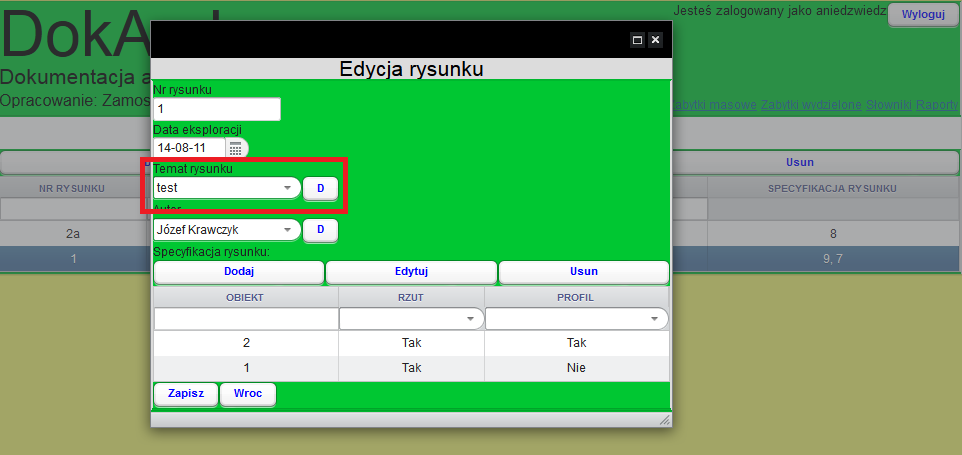 Jesteś zalogowany jako aniedzwiedz
Wyloguj
Dokumentacja
Opracowanie:
Zabytki masowe Zabytki wydzielone Słowniki Raporty
Usun
NR RYSUNKU
SPECYFIKACJA RYSUNKU
2a
8
1
9, 7
Edycja rysunku
Nr rysunku
1
Data eksploracji
14-08-11
Temat rysunku
test
D
Autor
Józef Krawczyk
D
Specyfikacja rysunku:
Dodaj Edytuj Usun
OBIEKT RZUT PROFIL
2 Tak Tak
1 Tak Nie
Zapisz Wroc